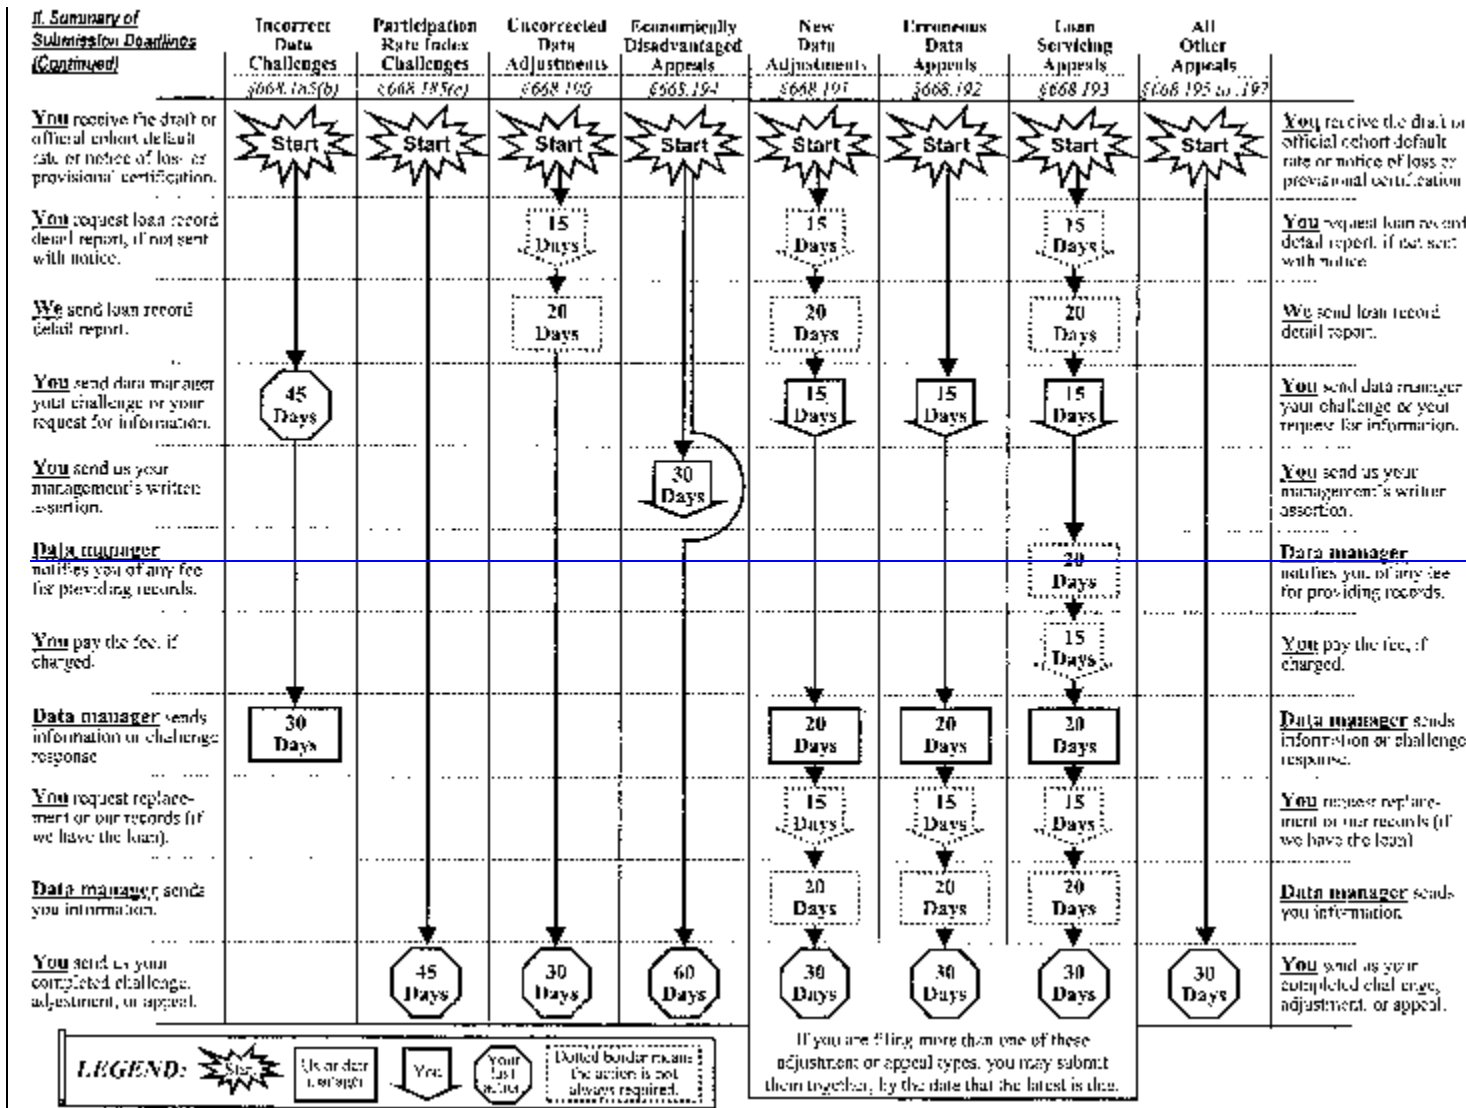 II. Summary of
Submission Deadlines
(Continued)
Incorrect
Data
Challenges
§668.185(b)
Participation
Rate Index
Challenges
§668.185(c)
Uncorrected
Data
Adjustments
§668.190
Economically
Disadvantaged
Appeals
§668.194
New
Data
Adjustments
§668.191
Erroneous
Data
Appeals
§668.192
Loan
Servicing
Appeals
§668.193
All
Other
Appeals
§668.195 to .197
You receive the draft or
official cohort default
rate or notice of loss or
provisional certification.
Start
Start
Start
Start
Start
Start
Start
Start
You receive the draft or
official cohort default
rate or notice of loss or
provisional certification
You request loan record
detail report, if not sent
with notice.
15
Days
15
Days
15
Days
You request loan record
detail report, if not sent
with notice
We send loan record
detail report.
20
Days
20
Days
20
Days
We send loan record
detail report.
You send data manager
your challenge or your
request for information.
45
Days
15
Days
15
Days
15
Days
You send data manager
your challenge or your
request for information.
You send us your
management's written
assertion.
30
Days
You send us your
management's written
assertion.
Data manager
notifies you of any fee
for providing records.
20
Days
Data manager
notifies you of any fee
for providing records.
You pay the fee, if
charged.
15
Days
You pay the fee, if
charged.
Data manager sends
information or challenge
response
30
Days
20
Days
20
Days
20
Days
Data manager sends
information or challenge
response.
You request replace-
ment or our records (if
we have the loan).
15
Days
15
Days
15
Days
You request replace-
ment or our records (if
we have the loan)
Data manager sends
you information.
20
Days
20
Days
20
Days
Data manager sends
you information
You send us your
completed challenge,
adjustment, or appeal.
45
Days
30
Days
60
Days
30
Days
30
Days
30
Days
30
Days
You send us your
completed challenge,
adjustment, or appeal.
LEGEND:
Start
Us or data
manager
You
Your
last
action
Dotted border means
the action is not
always required.
If you are filing more than one of these
adjustment or appeal types, you may submit
them together, by the date that the latest is due.